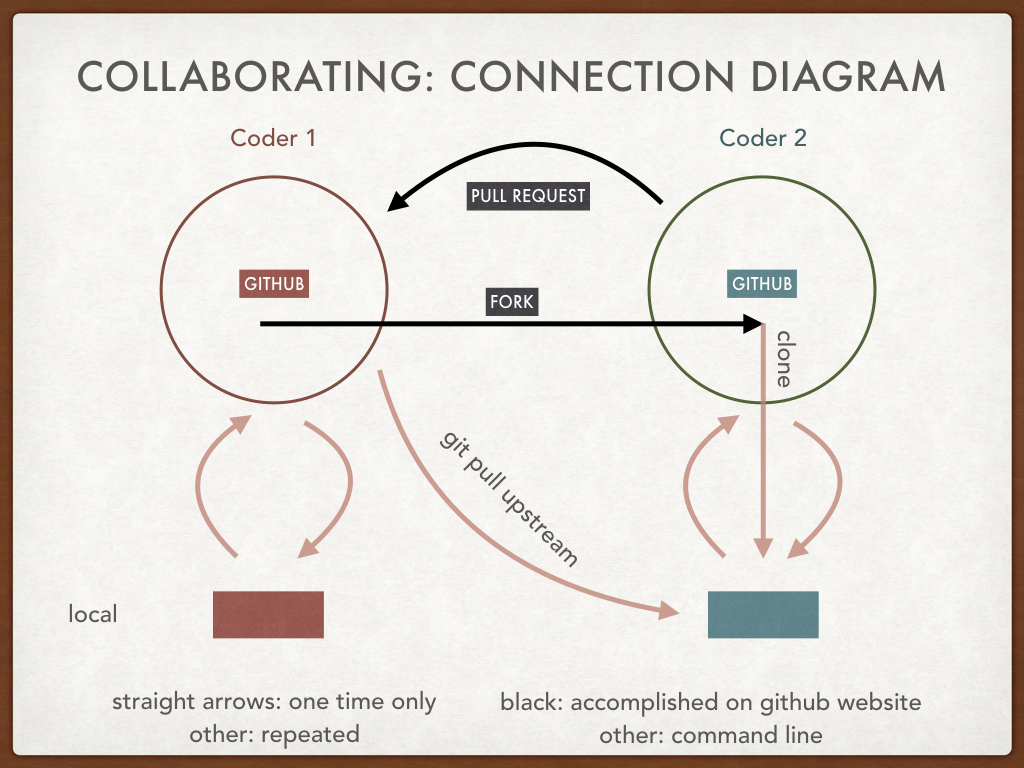 COLLABORATING: CONNECTION DIAGRAM
Coder 1
Coder 2
PULL REQUEST
GITHUB
GITHUB
FORK
clone
git pull upstream
local
straight arrows: one time only
other: repeated
black: accomplished on github website
other: command line